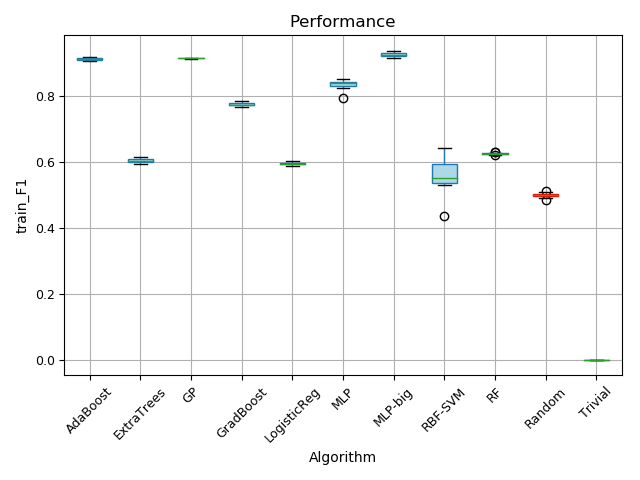 Performance
train_F1
0.8
0.6
0.4
0.2
0.0
AdaBoost
ExtraTrees
GP
GradBoost
LogisticReg
MLP
MLP-big
RBF-SVM
RF
Random
Trivial
Algorithm